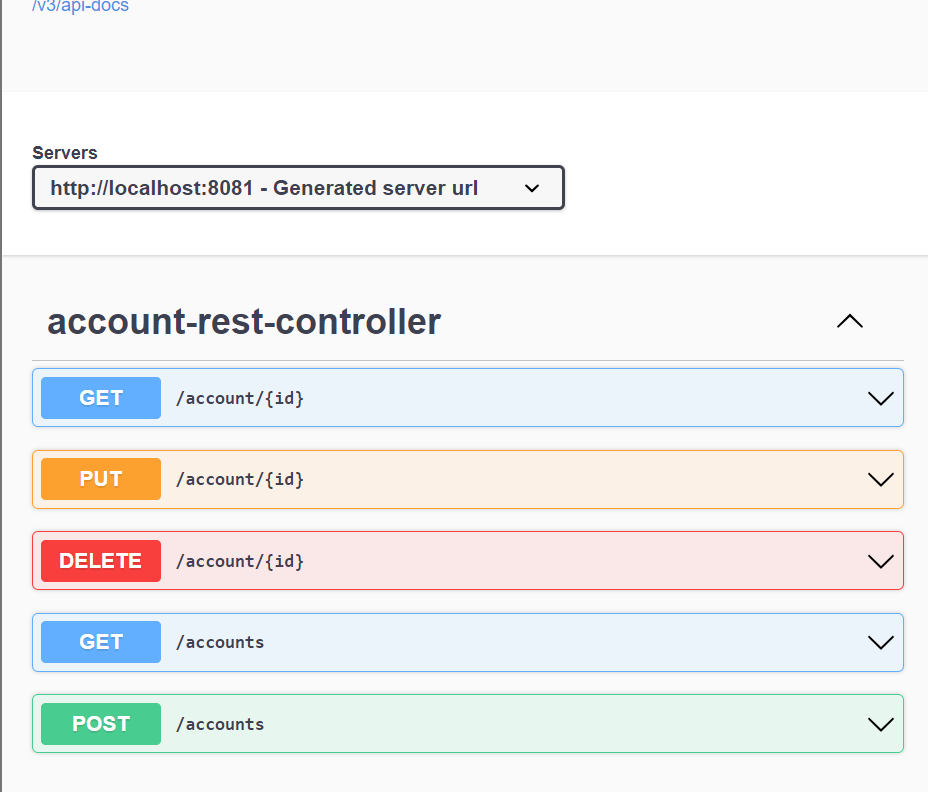 /v3/api-docs
Servers
http://localhost:8081 - Generated server url
account-rest-controller
GET /account/{id}
PUT /account/{id}
DELETE /account/{id}
GET /accounts
POST /accounts